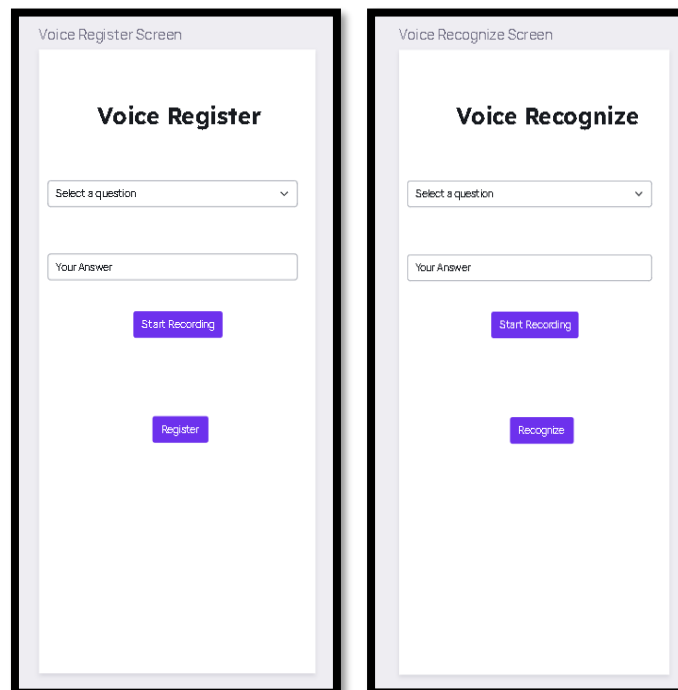 Voice Register Screen
Voice Register
Select a question
Your Answer
Start Recording
Register
Voice Recognize Screen
Voice Recognize
Select a question
Your Answer
Start Recording
Recognize